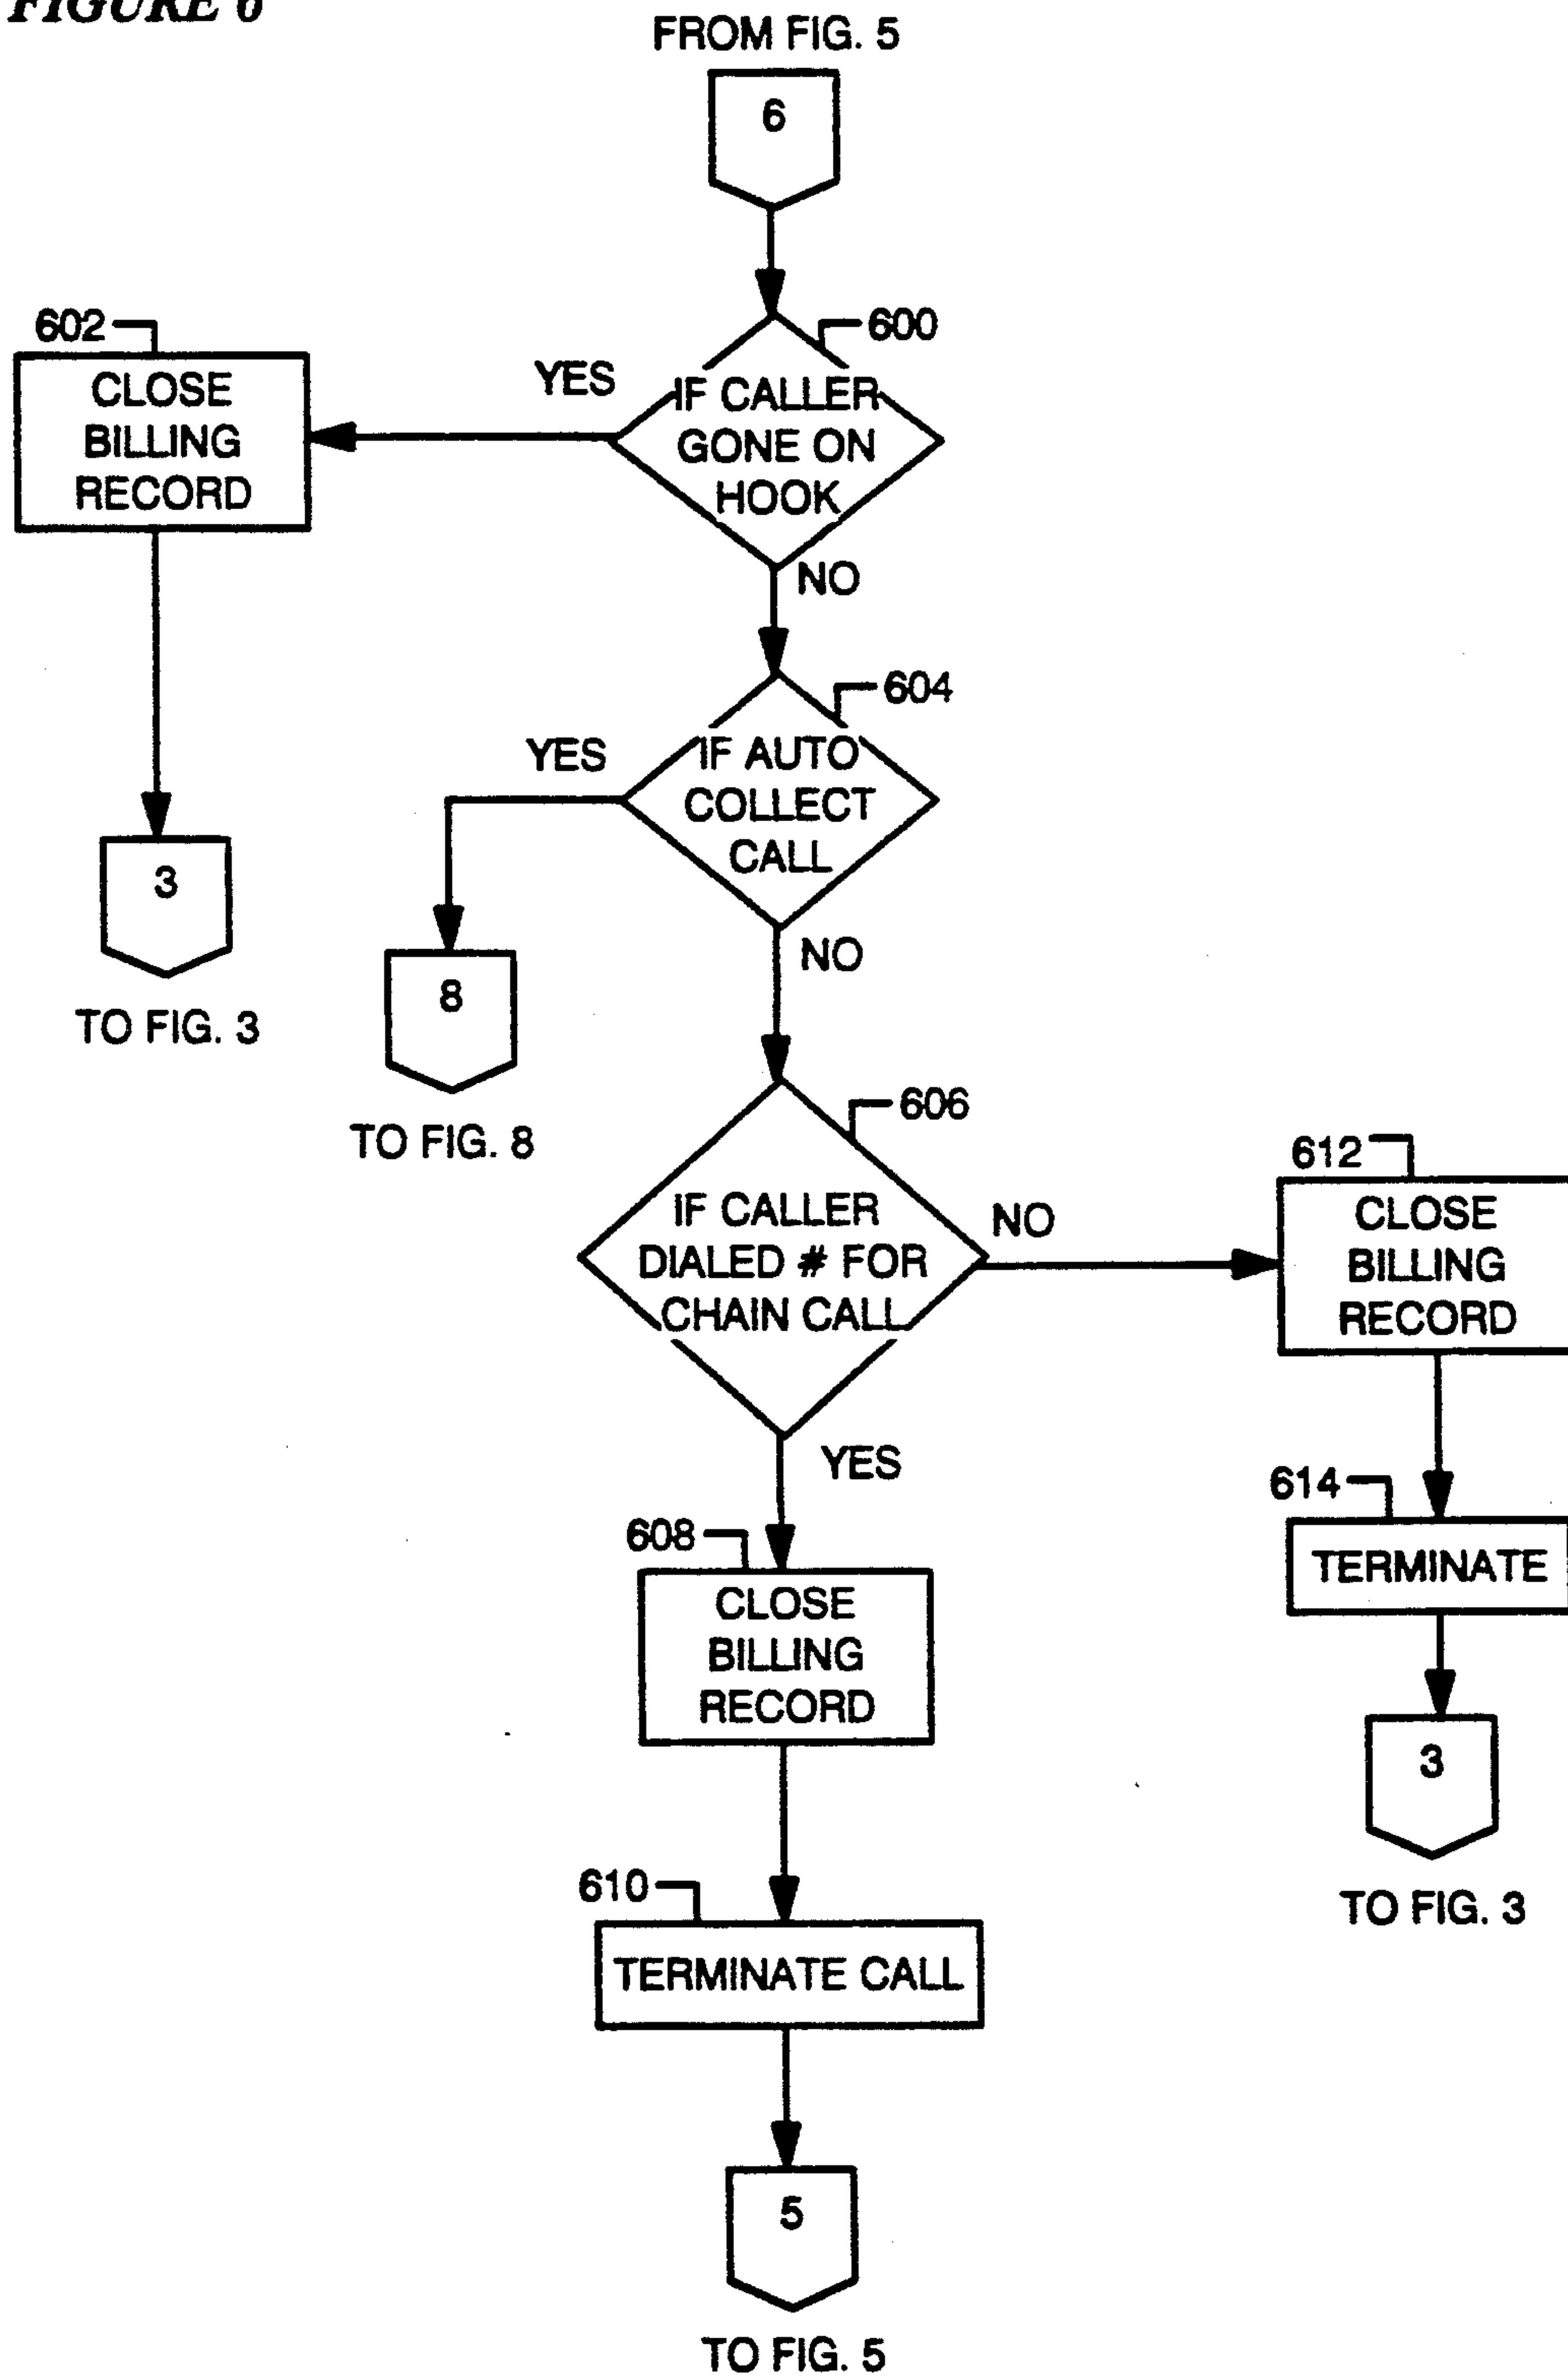 FIGURE 6
FROM FIG. 5
6
600
602
YES
IF CALLER
GONE ON
HOOK
CLOSE
BILLING
RECORD
NO
604
YES
IF AUTO
COLLECT
CALL
3
TO FIG. 3
NO
8
TO FIG. 8
606
612
IF CALLER
DIALED # FOR
CHAIN CALL
NO
CLOSE
BILLING
RECORD
YES
614
TERMINATE
608
CLOSE
BILLING
RECORD
3
TO FIG. 3
610
TERMINATE CALL
5
TO FIG. 5